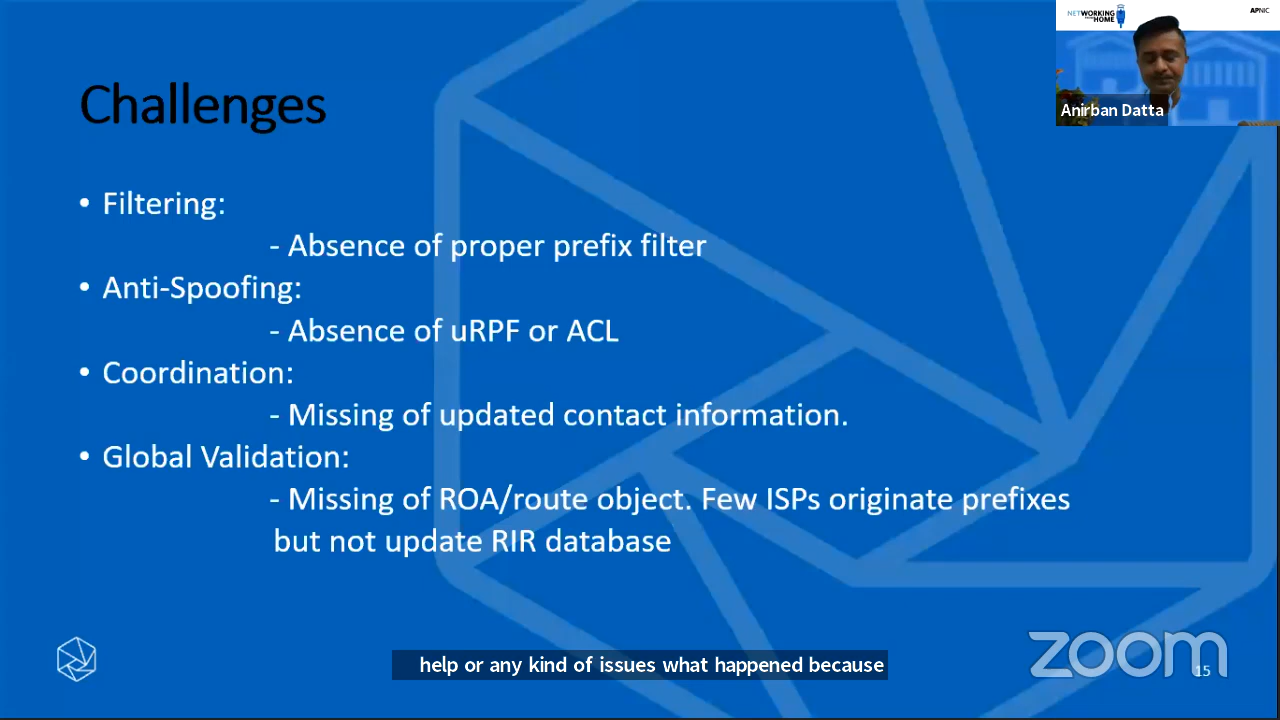 NETWORKING
HOME
APNIC
Anirban Datta
Challenges
• Filtering:
- Absence of proper prefix filter
• Anti-Spoofing:
- Absence of uRPF or ACL
• Coordination:
- Missing of updated contact information.
• Global Validation:
- Missing of ROA/route object. Few ISPs originate prefixes
but not update RIR database
help or any kind of issues what happened because
zoom
15